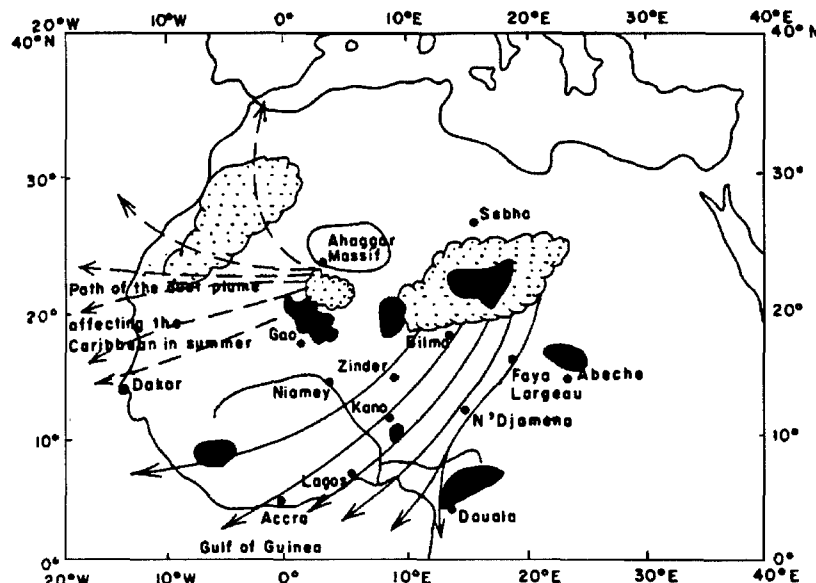 20°W 10°W 0° 10°E 20°E 30°E 40°E
40°N 40°N
30° 30°
Sebha
Ahaggar
Massif
Path of the dust plume
20° 20°
affecting the
Gao Bilma
Caribbean in summer
Zinder
Dakar
Niamey
Faya
Largeau
Abeche
Kano
N'Djamena
10° 10°
Lagos
Accra
Douala
Gulf of Guinea
0° 0°
20°W 10°W 0° 10°E 20°E 30°E 40°E